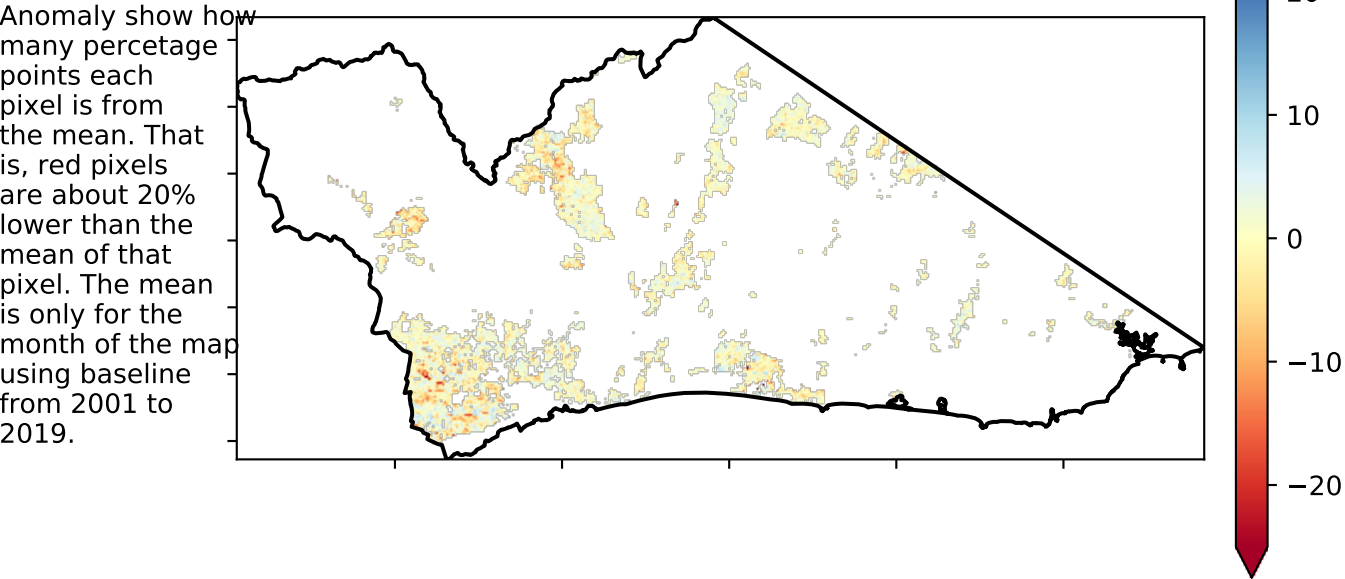 Anomaly show how
many percetage
points each
pixel is from
the mean. That
is, red pixels
are about 20%
lower than the
mean of that
pixel. The mean
is only for the
month of the map
using baseline
from 2001 to
2019.
10
0
−10
−20